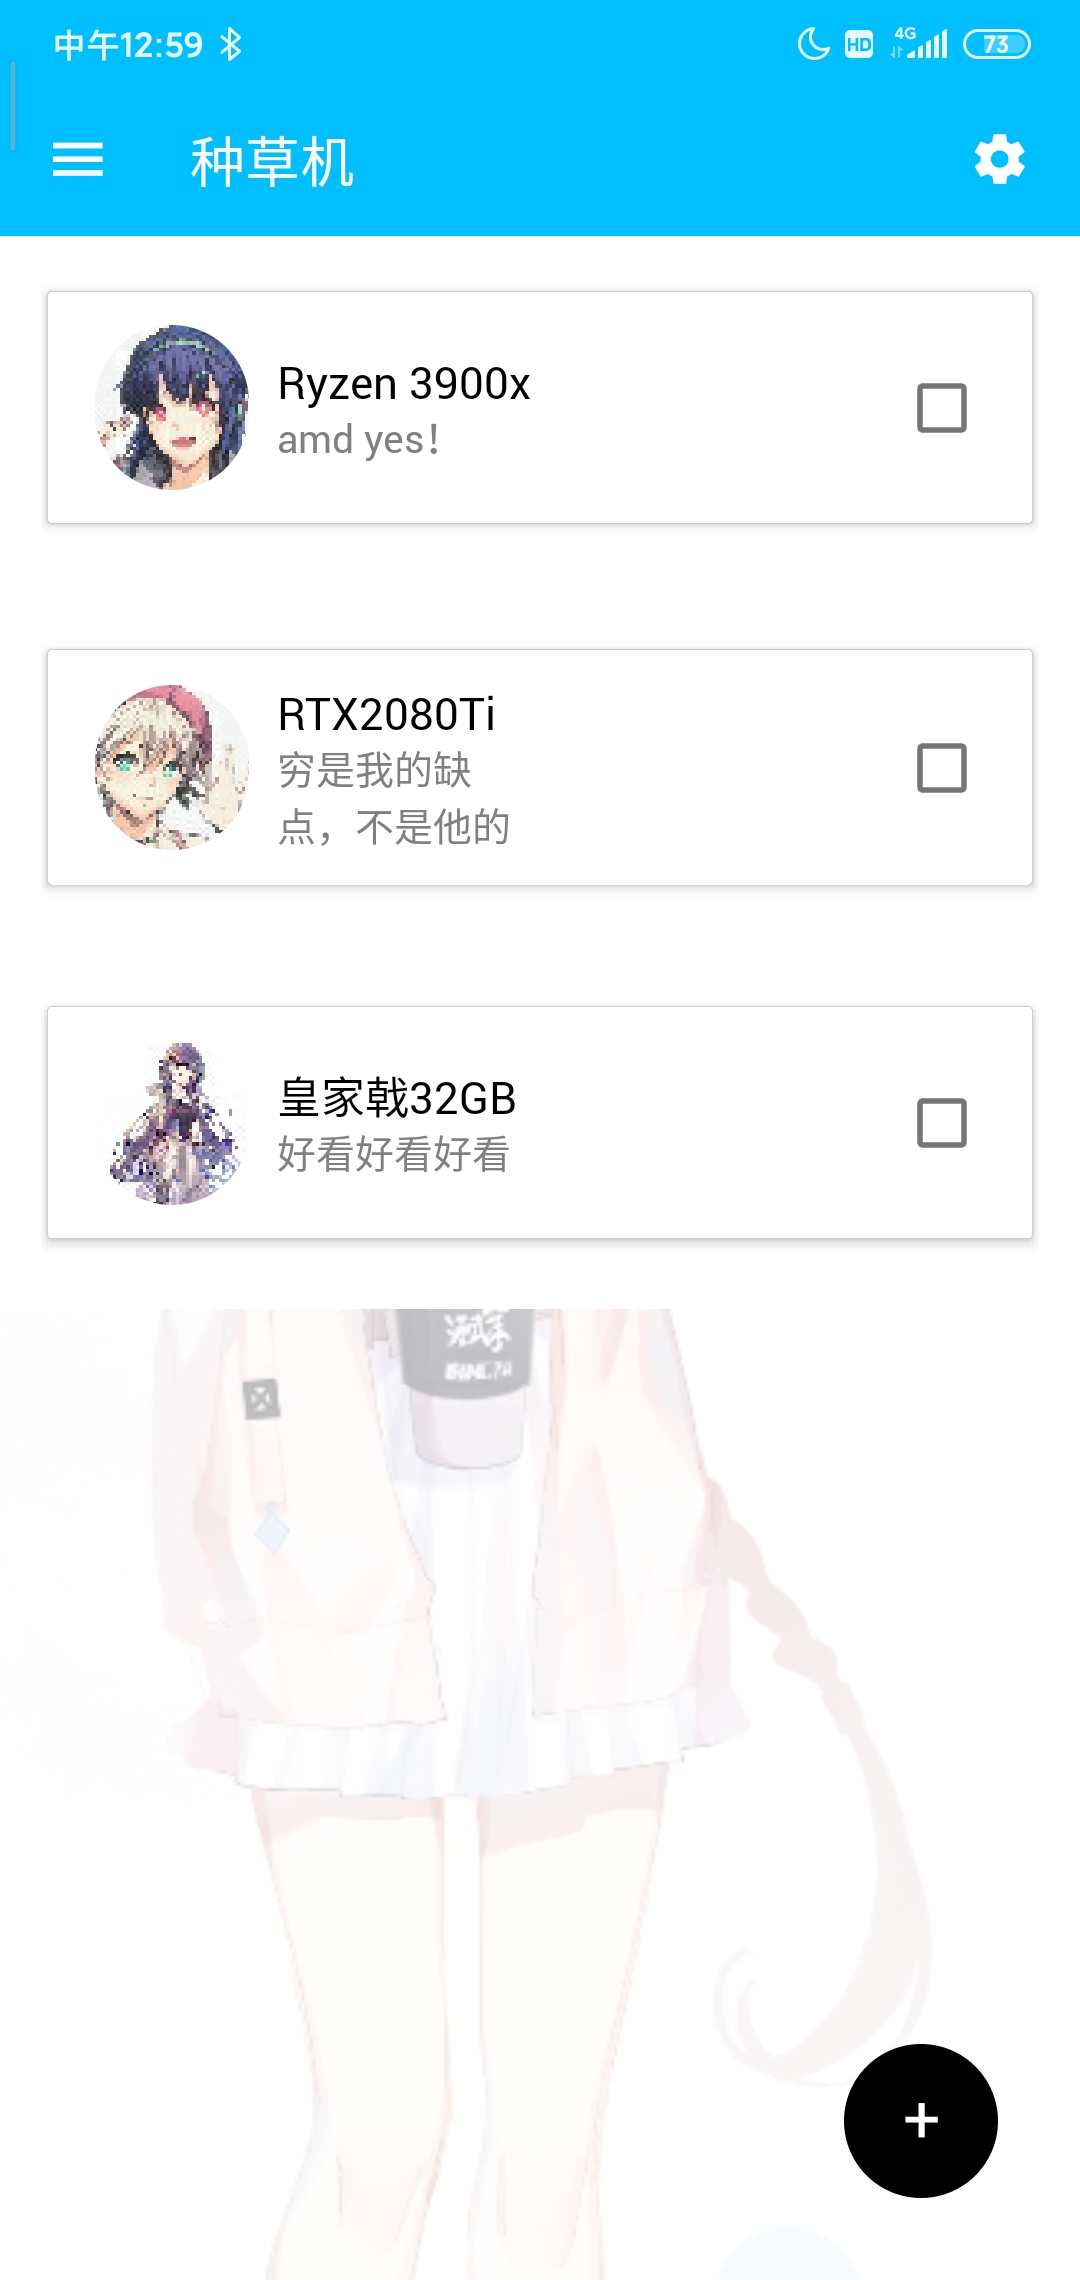 中午12:59
HD
4G
73
种草机
Ryzen 3900x
amd yes!
RTX2080Ti
穷是我的缺
点，不是他的
皇家戟32GB
好看好看好看